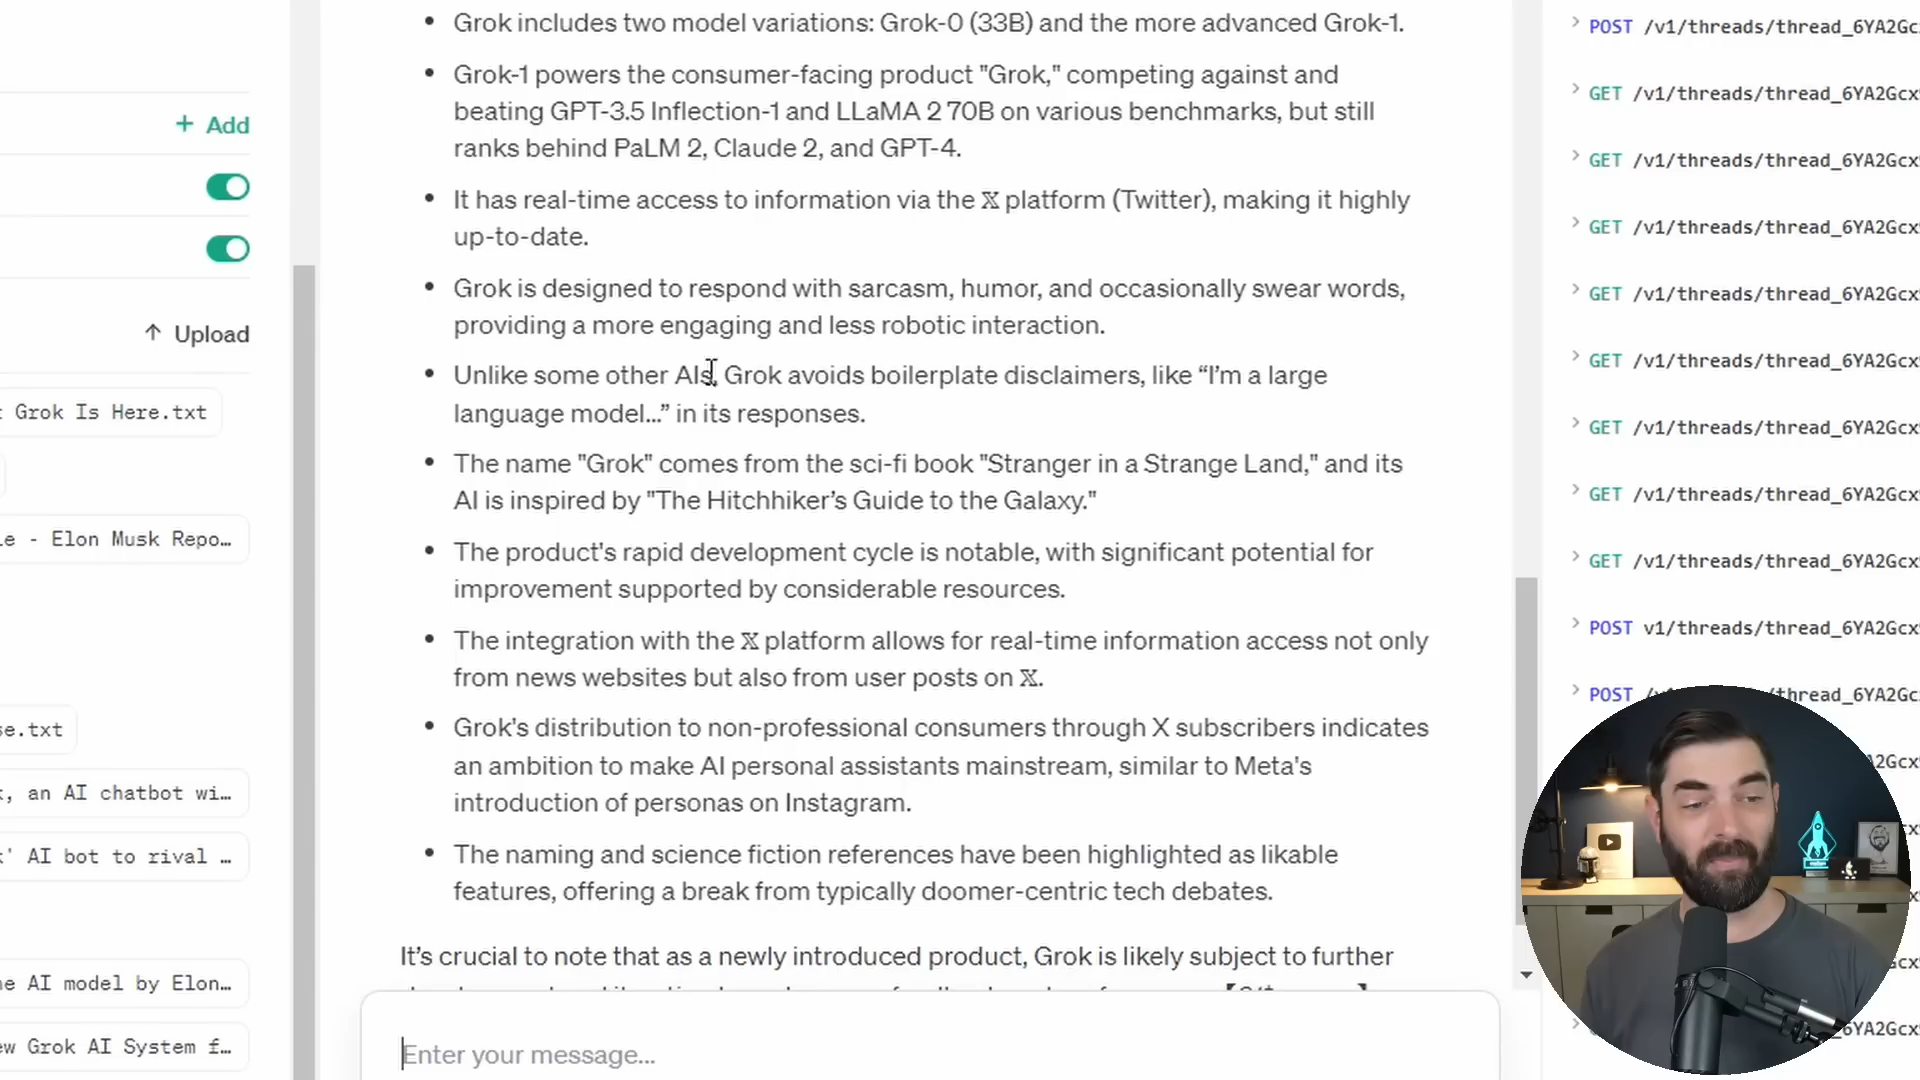 + Add
↑ Upload
t Grok Is Here.txt
le - Elon Musk Repo…
se.txt
k, an AI chatbot wi…
k' AI bot to rival …
he AI model by Elon…
ew Grok AI System f…
• Grok includes two model variations: Grok-0 (33B) and the more advanced Grok-1.
• Grok-1 powers the consumer-facing product "Grok," competing against and
beating GPT-3.5 Inflection-1 and LLaMA 2 70B on various benchmarks, but still
ranks behind PaLM 2, Claude 2, and GPT-4.
• It has real-time access to information via the 𝕏 platform (Twitter), making it highly
up-to-date.
• Grok is designed to respond with sarcasm, humor, and occasionally swear words,
providing a more engaging and less robotic interaction.
• Unlike some other AIs, Grok avoids boilerplate disclaimers, like “I’m a large
language model…” in its responses.
• The name "Grok" comes from the sci-fi book "Stranger in a Strange Land," and its
AI is inspired by "The Hitchhiker’s Guide to the Galaxy."
• The product's rapid development cycle is notable, with significant potential for
improvement supported by considerable resources.
• The integration with the 𝕏 platform allows for real-time information access not only
from news websites but also from user posts on 𝕏.
• Grok's distribution to non-professional consumers through X subscribers indicates
an ambition to make AI personal assistants mainstream, similar to Meta's
introduction of personas on Instagram.
• The naming and science fiction references have been highlighted as likable
features, offering a break from typically doomer-centric tech debates.
It’s crucial to note that as a newly introduced product, Grok is likely subject to further
Enter your message...
POST /v1/threads/thread_6YA2Gc
GET /v1/threads/thread_6YA2Gcx
GET /v1/threads/thread_6YA2Gcx
GET /v1/threads/thread_6YA2Gcx
GET /v1/threads/thread_6YA2Gcx
GET /v1/threads/thread_6YA2Gcx
GET /v1/threads/thread_6YA2Gcx
GET /v1/threads/thread_6YA2Gcx
GET /v1/threads/thread_6YA2Gcx
POST v1/threads/thread_6YA2Gcx
POST /threads/thread_6YA2Gc